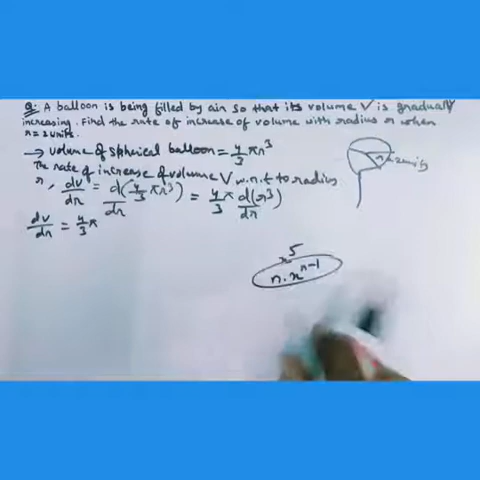 Q:- A balloon is being filled by air so that its volume V is gradually
increasing. Find the rate of increase of volume with radius r when
r = 2 units.
→ volume of spherical balloon = 4/3 πr³
r=2units
The rate of increase of volume V w.r.t to radius
r, dv/dr = d(4/3 πr³)/dr = 4/3 π d(r³)/dr
dv/dr = 4/3 π
x⁵
n·xⁿ⁻¹